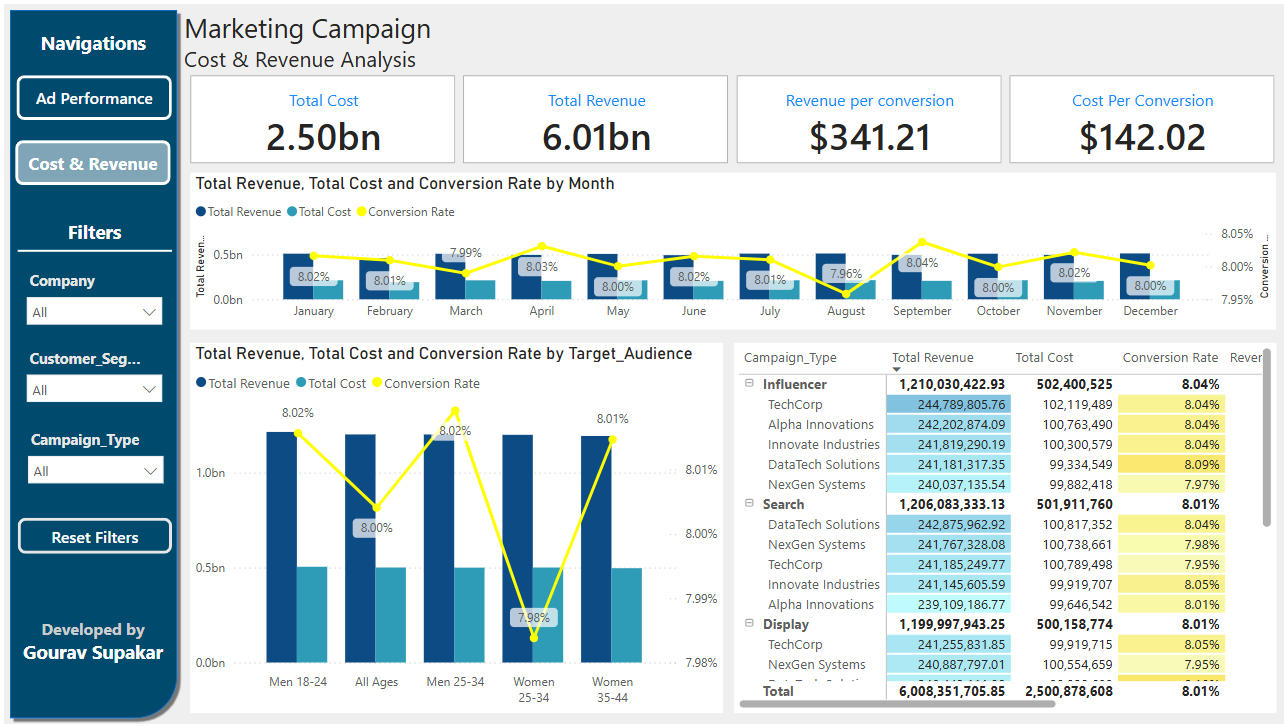 Navigations
Ad Performance
Cost & Revenue
Filters
Company
All
Customer_Seg...
All
Campaign_Type
All
Reset Filters
Developed by
Gourav Supakar
Marketing Campaign
Cost & Revenue Analysis
Total Cost
2.50bn
Total Revenue
6.01bn
Revenue per conversion
$341.21
Cost Per Conversion
$142.02
Total Revenue, Total Cost and Conversion Rate by Month
Total Revenue Total Cost Conversion Rate
Total Reven...
0.5bn
0.0bn
8.02% 8.01% 7.99% 8.03% 8.00% 8.02% 8.01% 7.96% 8.04% 8.00% 8.02% 8.00%
8.05%
8.00%
7.95%
Conversion ...
January February March April May June July August September October November December
Total Revenue, Total Cost and Conversion Rate by Target_Audience
Total Revenue Total Cost Conversion Rate
1.0bn
0.5bn
0.0bn
8.02% 8.00% 8.02% 7.98% 8.01%
8.01%
8.00%
7.99%
7.98%
Men 18-24 All Ages Men 25-34 Women 25-34 Women 35-44
Campaign_Type Total Revenue Total Cost Conversion Rate Rever
Influencer 1,210,030,422.93 502,400,525 8.04%
TechCorp 244,789,805.76 102,119,489 8.04%
Alpha Innovations 242,202,874.09 100,763,490 8.04%
Innovate Industries 241,819,290.19 100,300,579 8.04%
DataTech Solutions 241,181,317.35 99,334,549 8.09%
NexGen Systems 240,037,135.54 99,882,418 7.97%
Search 1,206,083,333.13 501,911,760 8.01%
DataTech Solutions 242,875,962.92 100,817,352 8.04%
NexGen Systems 241,767,328.08 100,738,661 7.98%
TechCorp 241,185,249.77 100,789,498 7.95%
Innovate Industries 241,145,605.59 99,919,707 8.05%
Alpha Innovations 239,109,186.77 99,646,542 8.01%
Display 1,199,997,943.25 500,158,774 8.01%
TechCorp 241,255,831.85 99,919,715 8.05%
NexGen Systems 240,887,797.01 100,554,659 7.95%
Total 6,008,351,705.85 2,500,878,608 8.01%